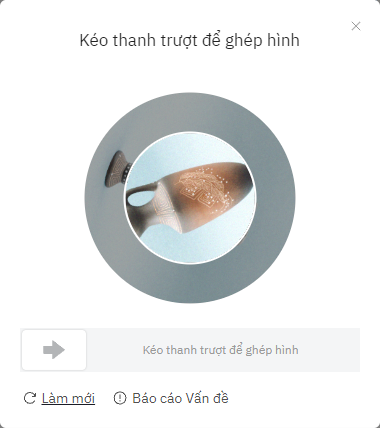 Kéo thanh trượt để ghép hình
Kéo thanh trượt để ghép hình
Làm mới
Báo cáo Vấn đề